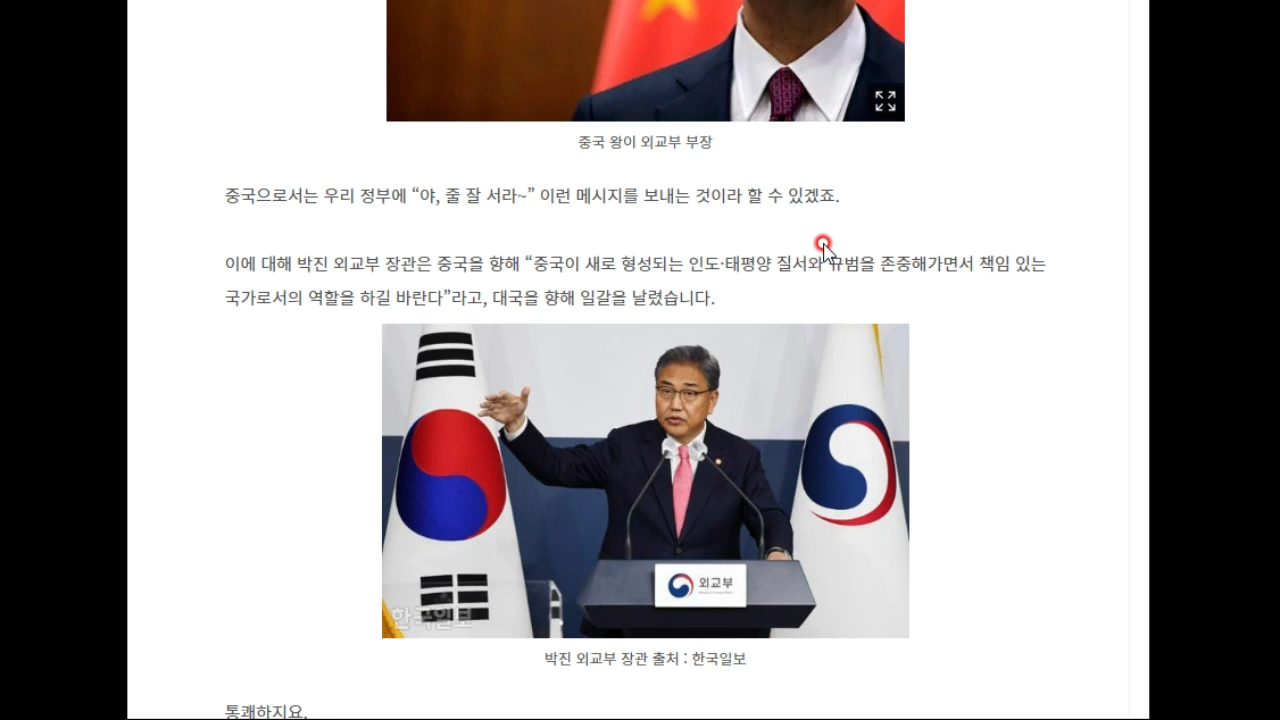 중국 왕이 외교부 부장
중국으로서는 우리 정부에 “야, 줄 잘 서라~” 이런 메시지를 보내는 것이라 할 수 있겠죠.
이에 대해 박진 외교부 장관은 중국을 향해 “중국이 새로 형성되는 인도·태평양 질서와 규범을 존중해가면서 책임 있는
국가로서의 역할을 하길 바란다”라고, 대국을 향해 일갈을 날렸습니다.
외교부
한국일보
박진 외교부 장관 출처 : 한국일보
통쾌하지요.